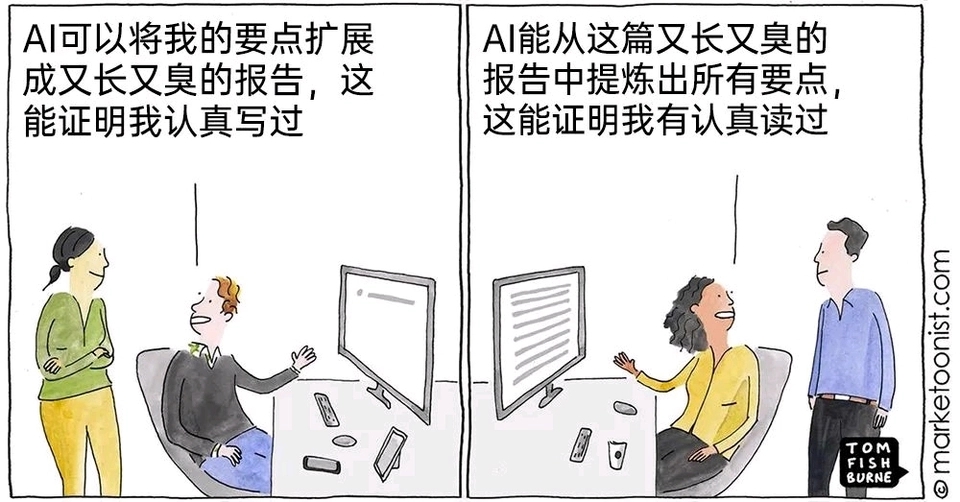 AI可以将我的要点扩展
成又长又臭的报告，这
能证明我认真写过
AI能从这篇又长又臭的
报告中提炼出所有要点，
这能证明我有认真读过
TOM
FISH
BURNE
© marketoonist.com